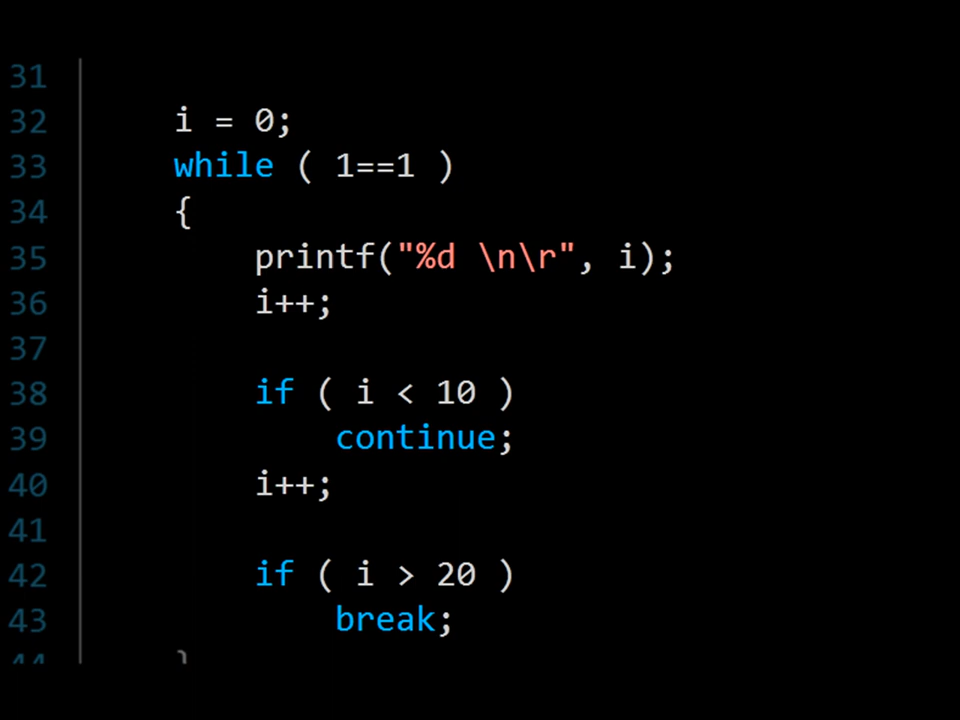 31
32 i = 0;
33 while ( 1==1 )
34 {
35 printf("%d \n\r", i);
36 i++;
37
38 if ( i < 10 )
39 continue;
40 i++;
41
42 if ( i > 20 )
43 break;
44 }